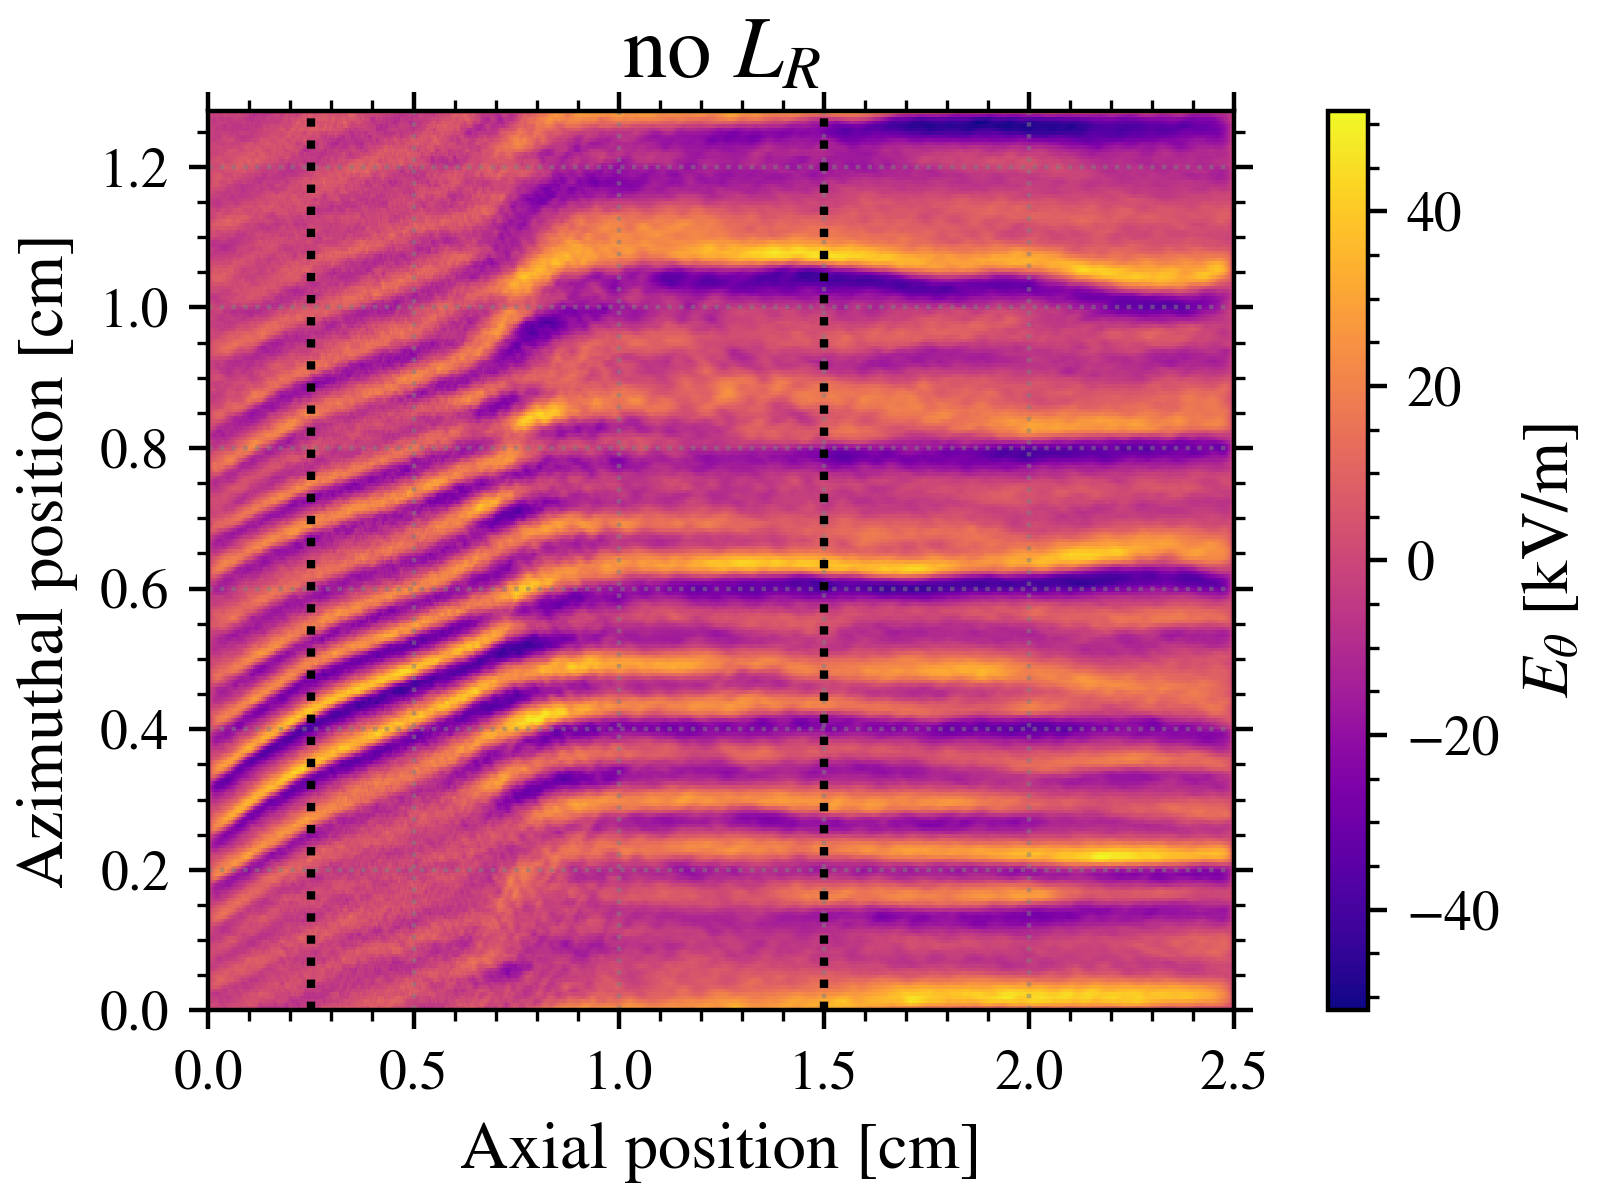 no L_R
1.2
1.0
0.8
0.6
0.4
0.2
0.0
Azimuthal position [cm]
0.0 0.5 1.0 1.5 2.0 2.5
Axial position [cm]
40
20
0
−20
−40
E_θ [kV/m]